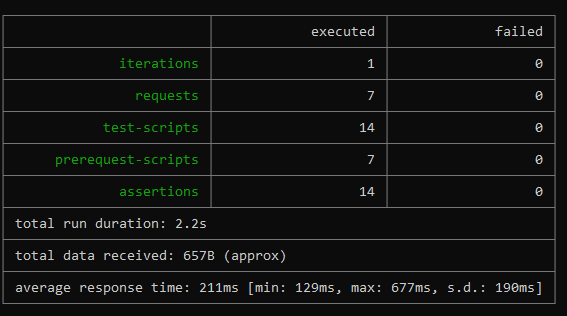 executed failed
iterations 1 0
requests 7 0
test-scripts 14 0
prerequest-scripts 7 0
assertions 14 0
total run duration: 2.2s
total data received: 657B (approx)
average response time: 211ms [min: 129ms, max: 677ms, s.d.: 190ms]